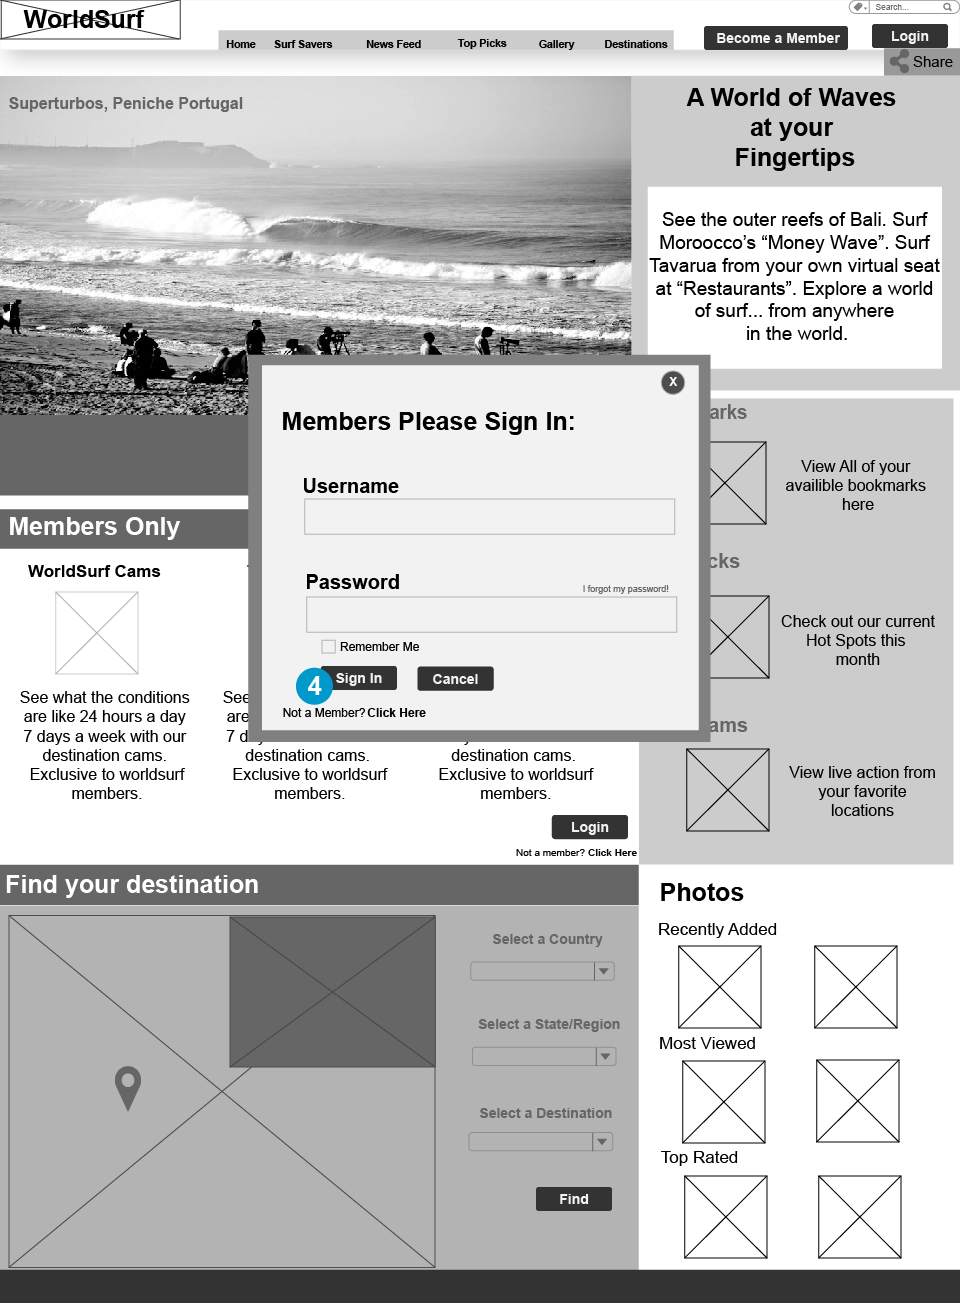 WorldSurf
Search...
Home Surf Savers News Feed Top Picks Gallery Destinations
Become a Member
Login
Share
Superturbos, Peniche Portugal
A World of Waves
at your
Fingertips
See the outer reefs of Bali. Surf
Moroocco's “Money Wave”. Surf
Tavarua from your own virtual seat
at “Restaurants”. Explore a world
of surf... from anywhere
in the world.
X
Members Please Sign In:
Username
Password
I forgot my password!
Remember Me
4
Sign In
Cancel
Not a Member? Click Here
arks
View All of your
availible bookmarks
here
cks
Check out our current
Hot Spots this
month
ams
View live action from
your favorite
locations
Members Only
WorldSurf Cams
See what the conditions
are like 24 hours a day
7 days a week with our
destination cams.
Exclusive to worldsurf
members.
See
are
7 d
destination cams.
Exclusive to worldsurf
members.
destination cams.
Exclusive to worldsurf
members.
Login
Not a member? Click Here
Find your destination
Select a Country
Select a State/Region
Select a Destination
Find
Photos
Recently Added
Most Viewed
Top Rated